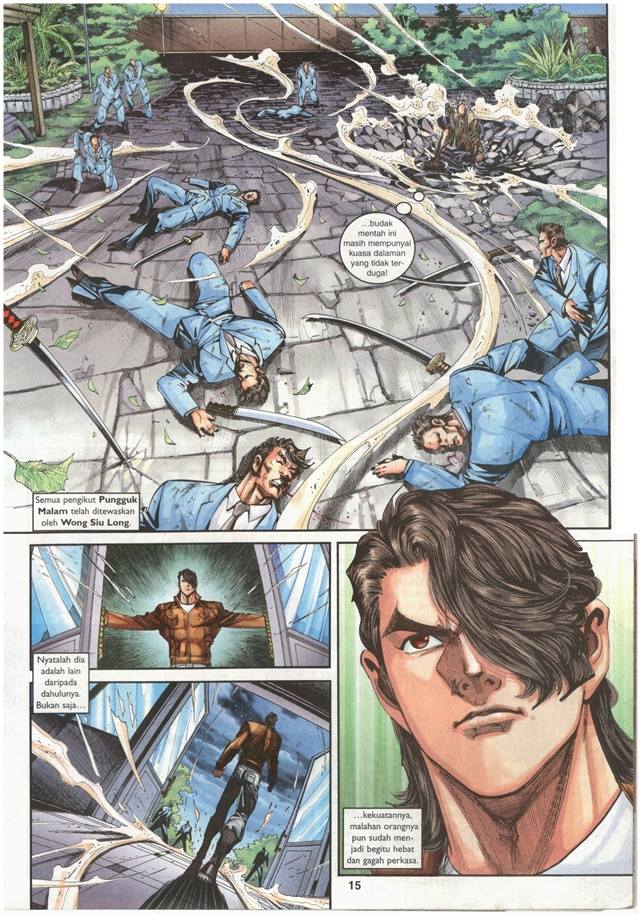 ...budak
mentah ini
masih mempunyai
kuasa dalaman
yang tidak ter-
duga!
Semua pengikut Pungguk
Malam telah ditewaskan
oleh Wong Siu Long.
Nyatalah dia
adalah lain
daripada
dahulunya.
Bukan saja...
...kekuatannya,
malahan orangnya
pun sudah men-
jadi begitu hebat
dan gagah perkasa.
15